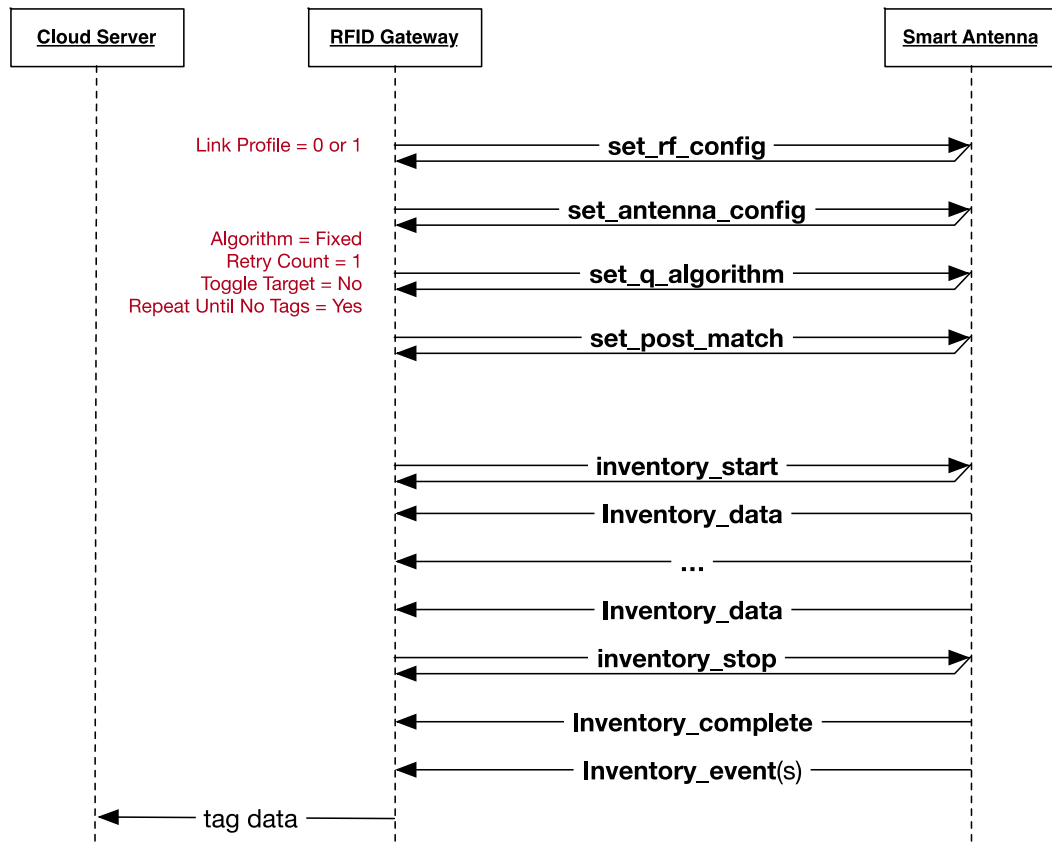 Cloud Server
RFID Gateway
Smart Antenna
Link Profile = 0 or 1
set_rf_config
set_antenna_config
Algorithm = Fixed
Retry Count = 1
Toggle Target = No
Repeat Until No Tags = Yes
set_q_algorithm
set_post_match
inventory_start
Inventory_data
...
Inventory_data
inventory_stop
Inventory_complete
Inventory_event(s)
tag data